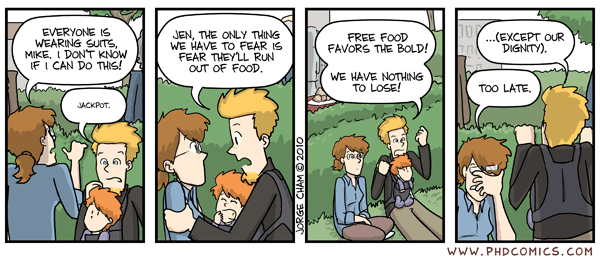 EVERYONE IS
WEARING SUITS,
MIKE. I DON'T KNOW
IF I CAN DO THIS!
JACKPOT.
JEN, THE ONLY THING
WE HAVE TO FEAR IS
FEAR THEY'LL RUN
OUT OF FOOD.
JORGE CHAM © 2010
FREE FOOD
FAVORS THE BOLD!
WE HAVE NOTHING
TO LOSE!
...(EXCEPT OUR
DIGNITY).
TOO LATE.
WWW.PHDCOMICS.COM